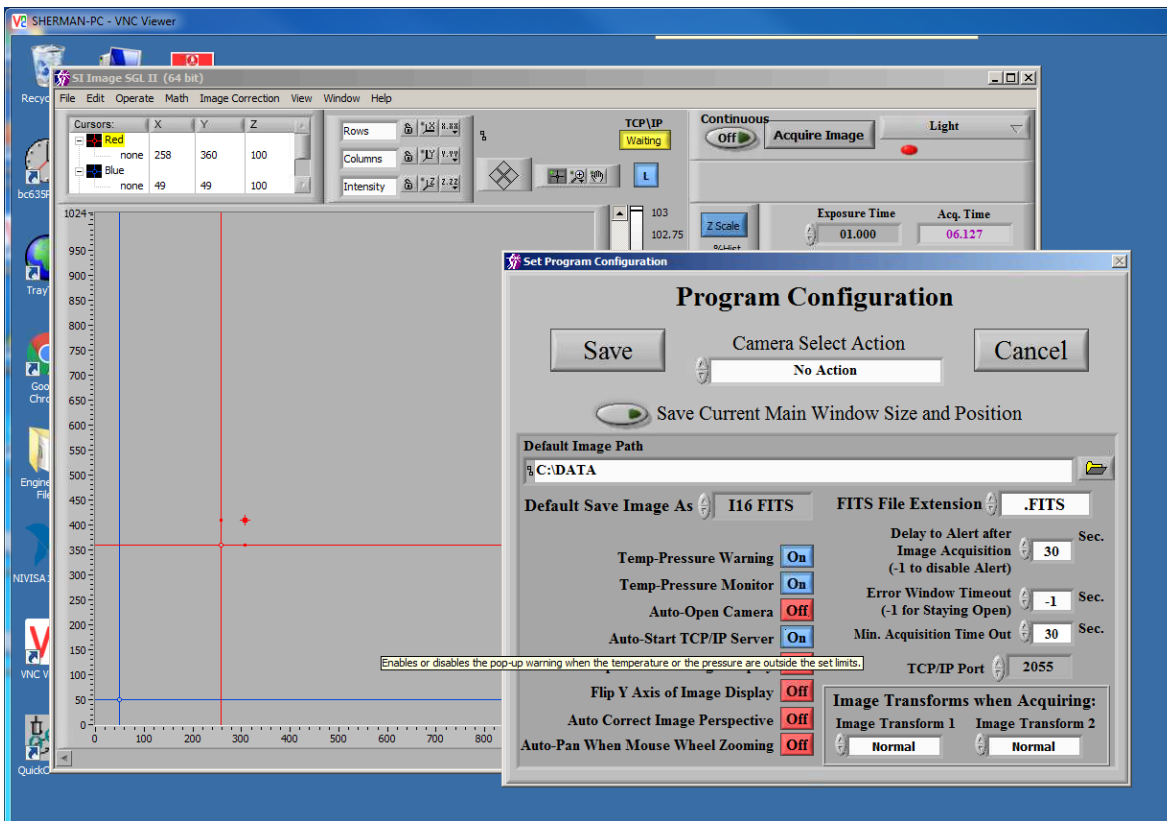 SHERMAN-PC - VNC Viewer
SI Image SGL II (64 bit)
File Edit Operate Math Image Correction View Window Help
Recyc
bc635P
Tray
Goo
Chro
Engine
File
NIVISA
VNC V
QuickC
Cursors: X Y Z
Red
none 258 360 100
Blue
none 49 49 100
Rows
Columns
Intensity
TCP\IP
Waiting
L
Continuous
Off
Acquire Image
Light
103
102.75
Z Scale
%Hist
Exposure Time
01.000
Acq. Time
06.127
1024
950
900
850
800
750
700
650
600
550
500
450
400
350
300
250
200
150
100
50
0
0 100 200 300 400 500 600 700 800
Set Program Configuration
Program Configuration
Save
Camera Select Action
No Action
Cancel
Save Current Main Window Size and Position
Default Image Path
C:\DATA
Default Save Image As I16 FITS
FITS File Extension .FITS
Temp-Pressure Warning On
Temp-Pressure Monitor On
Auto-Open Camera Off
Auto-Start TCP/IP Server On
Enables or disables the pop-up warning when the temperature or the pressure are outside the set limits.
Flip Y Axis of Image Display Off
Auto Correct Image Perspective Off
Auto-Pan When Mouse Wheel Zooming Off
Delay to Alert after
Image Acquisition 30 Sec.
(-1 to disable Alert)
Error Window Timeout
(-1 for Staying Open) -1 Sec.
Min. Acquisition Time Out 30 Sec.
TCP/IP Port 2055
Image Transforms when Acquiring:
Image Transform 1 Image Transform 2
Normal Normal